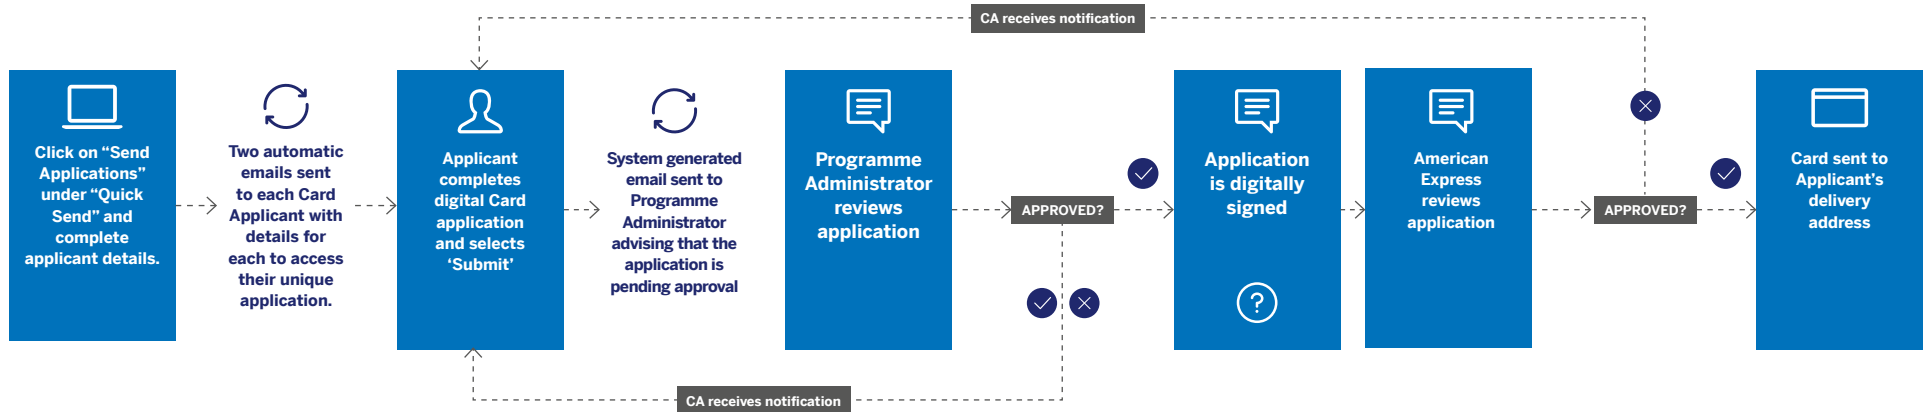 CA receives notification
Click on “Send
Applications”
under “Quick
Send” and
complete
applicant details.
Two automatic
emails sent
to each Card
Applicant with
details for
each to access
their unique
application.
Applicant
completes
digital Card
application
and selects
‘Submit’
System generated
email sent to
Programme
Administrator
advising that the
application is
pending approval
Programme
Administrator
reviews
application
APPROVED?
Application
is digitally
signed
?
American
Express
reviews
application
APPROVED?
Card sent to
Applicant’s
delivery
address
CA receives notification